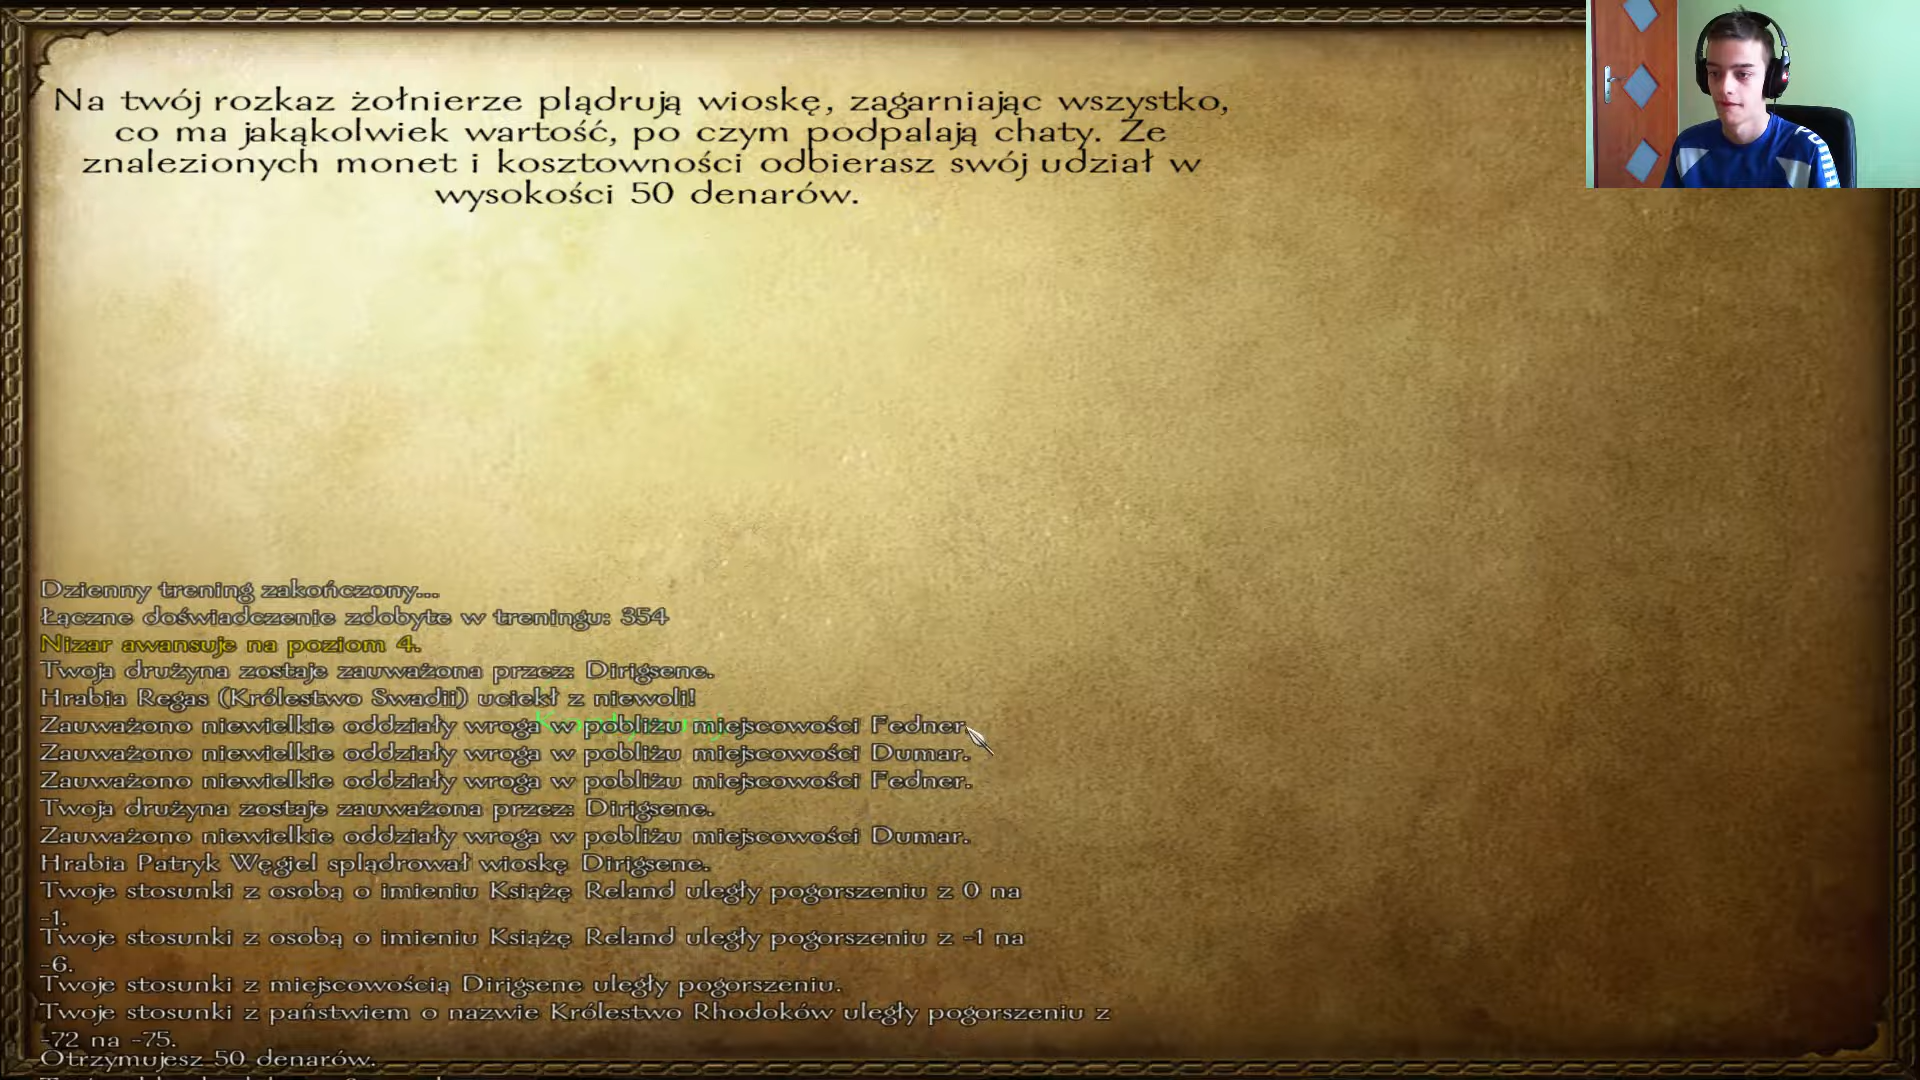 Na twój rozkaz żołnierze plądrują wioskę, zagarniając wszystko,
co ma jakąkolwiek wartość, po czym podpalają chaty. Ze
znalezionych monet i kosztowności odbierasz swój udział w
wysokości 50 denarów.
Dzienny trening zakończony...
Łączne doświadczenie zdobyte w treningu: 354
Nizar awansuje na poziom 4.
Twoja drużyna zostaje zauważona przez: Dirigsene.
Hrabia Regas (Królestwo Swadii) uciekł z niewoli!
Zauważono niewielkie oddziały wroga w pobliżu miejscowości Fedner.
Zauważono niewielkie oddziały wroga w pobliżu miejscowości Dumar.
Zauważono niewielkie oddziały wroga w pobliżu miejscowości Fedner.
Twoja drużyna zostaje zauważona przez: Dirigsene.
Zauważono niewielkie oddziały wroga w pobliżu miejscowości Dumar.
Hrabia Patryk Węgiel splądrował wioskę Dirigsene.
Twoje stosunki z osobą o imieniu Książę Reland uległy pogorszeniu z 0 na
-1.
Twoje stosunki z osobą o imieniu Książę Reland uległy pogorszeniu z -1 na
-6.
Twoje stosunki z miejscowością Dirigsene uległy pogorszeniu.
Twoje stosunki z państwiem o nazwie Królestwo Rhodoków uległy pogorszeniu z
-72 na -75.
Otrzymujesz 50 denarów.